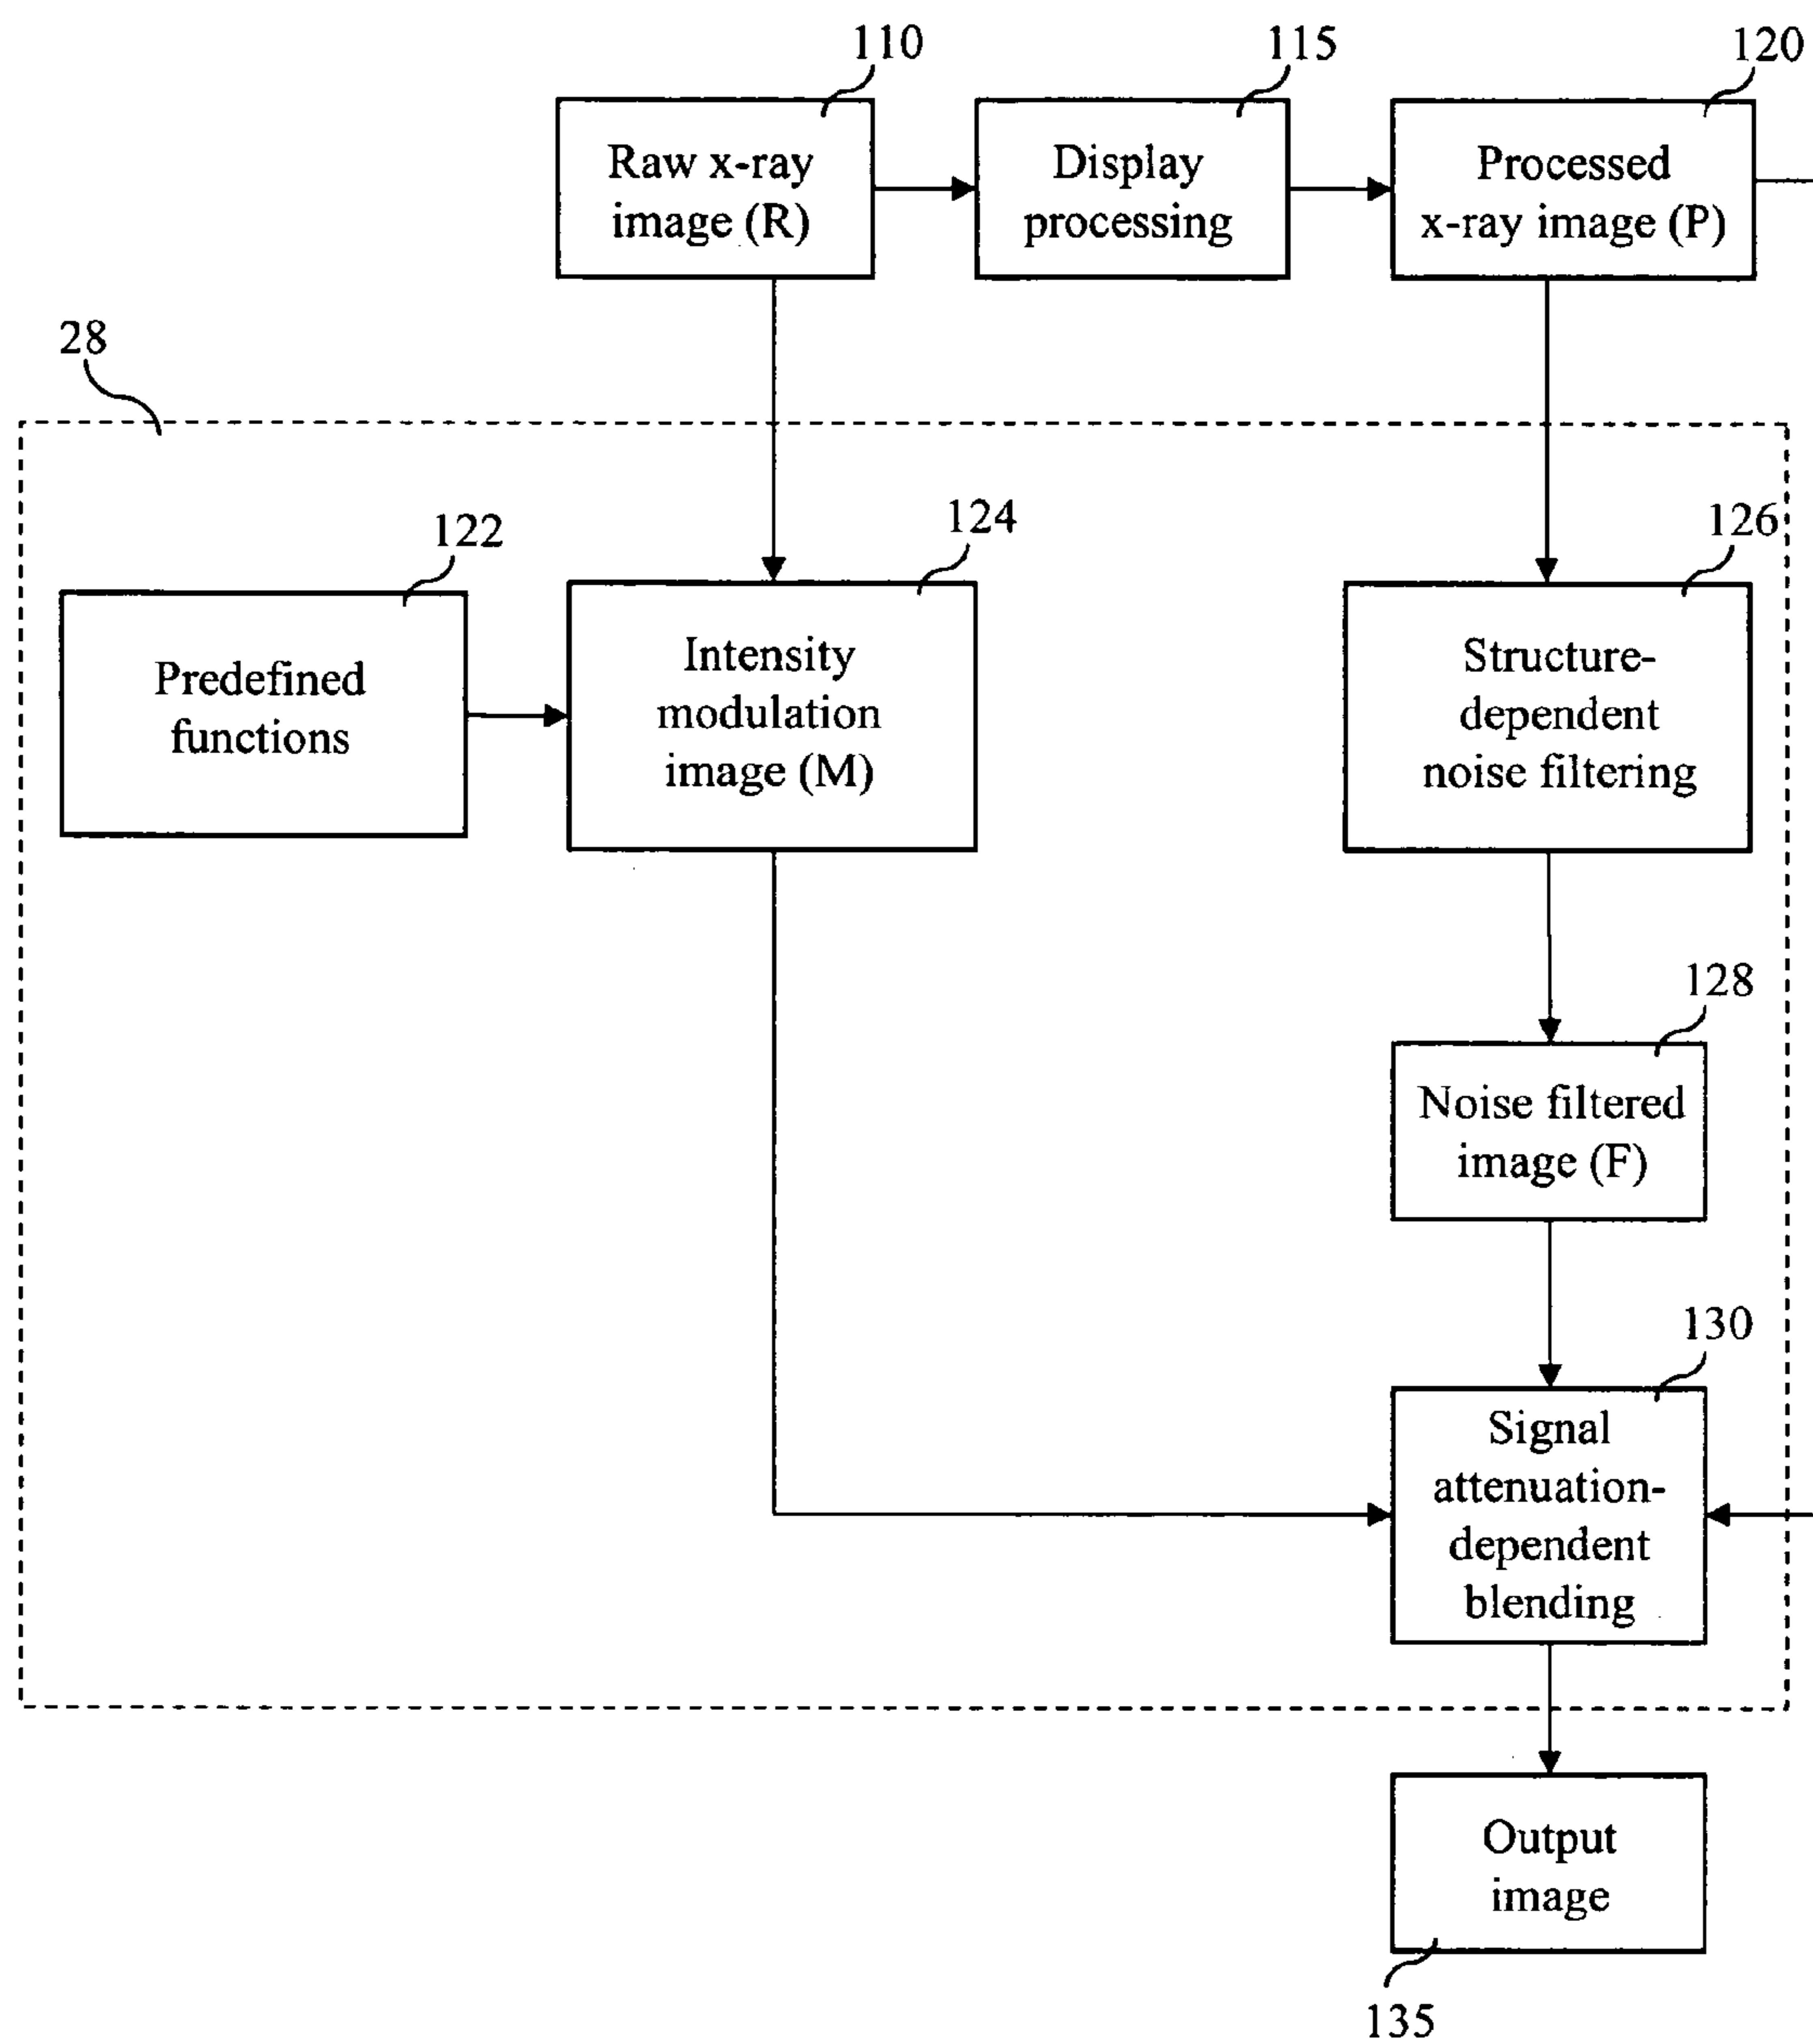 110
115
120
Raw x-ray
image (R)
Display
processing
Processed
x-ray image (P)
28
122
124
126
Predefined
functions
Intensity
modulation
image (M)
Structure-
dependent
noise filtering
128
Noise filtered
image (F)
130
Signal
attenuation-
dependent
blending
Output
image
135